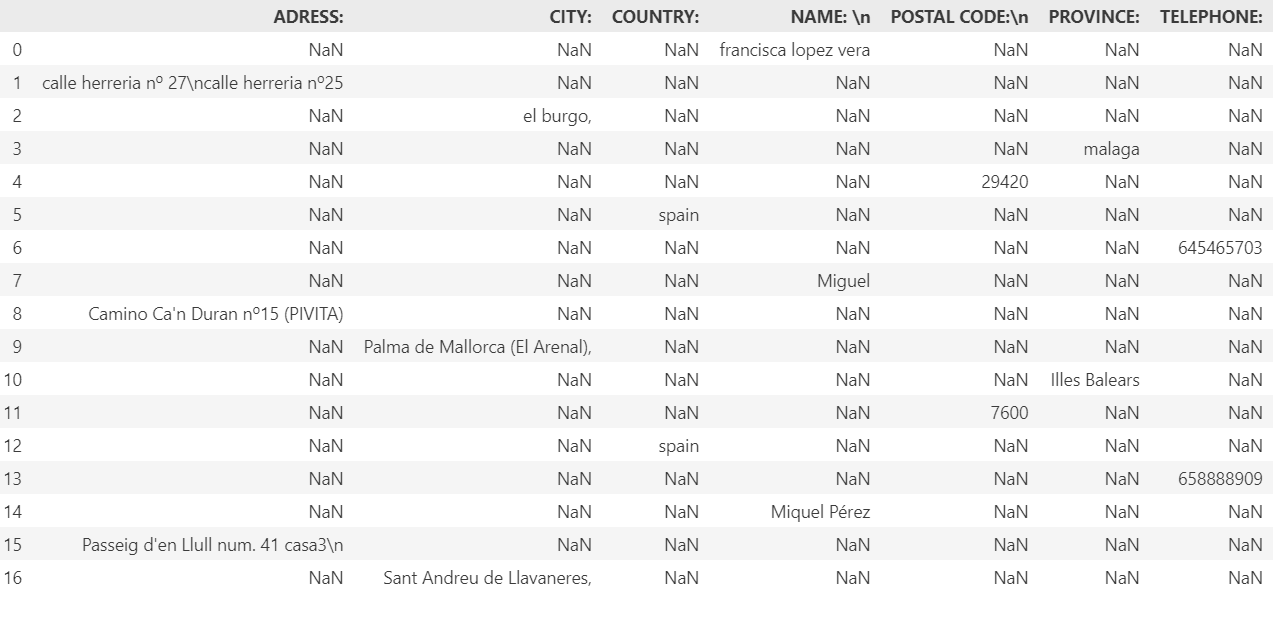 ADRESS: CITY: COUNTRY: NAME: \n POSTAL CODE:\n PROVINCE: TELEPHONE:
0 NaN NaN NaN francisca lopez vera NaN NaN NaN
1 calle herreria nº 27\ncalle herreria nº25 NaN NaN NaN NaN NaN NaN
2 NaN el burgo, NaN NaN NaN NaN NaN
3 NaN NaN NaN NaN NaN malaga NaN
4 NaN NaN NaN NaN 29420 NaN NaN
5 NaN NaN spain NaN NaN NaN NaN
6 NaN NaN NaN NaN NaN NaN 645465703
7 NaN NaN NaN Miguel NaN NaN NaN
8 Camino Ca'n Duran nº15 (PIVITA) NaN NaN NaN NaN NaN NaN
9 NaN Palma de Mallorca (El Arenal), NaN NaN NaN NaN NaN
10 NaN NaN NaN NaN NaN Illes Balears NaN
11 NaN NaN NaN NaN 7600 NaN NaN
12 NaN NaN spain NaN NaN NaN NaN
13 NaN NaN NaN NaN NaN NaN 658888909
14 NaN NaN NaN Miquel Pérez NaN NaN NaN
15 Passeig d'en Llull num. 41 casa3\n NaN NaN NaN NaN NaN NaN
16 NaN Sant Andreu de Llavaneres, NaN NaN NaN NaN NaN